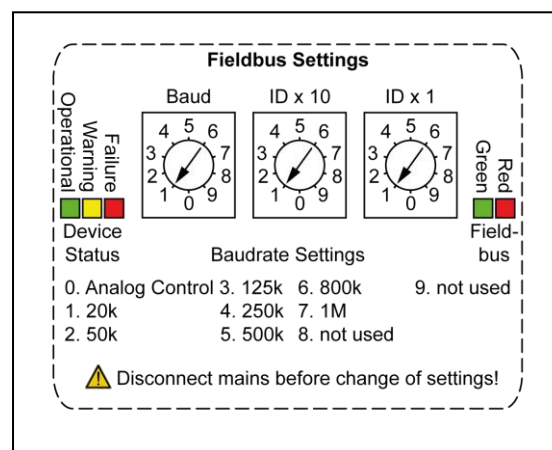 Fieldbus Settings
Baud ID x 10 ID x 1
Operational
Warning
Failure
0 1 2 3 4 5 6 7 8 9
0 1 2 3 4 5 6 7 8 9
0 1 2 3 4 5 6 7 8 9
Green
Red
Device
Status
Field-
bus
Baudrate Settings
0. Analog Control 3. 125k 6. 800k 9. not used
1. 20k 4. 250k 7. 1M
2. 50k 5. 500k 8. not used
Disconnect mains before change of settings!